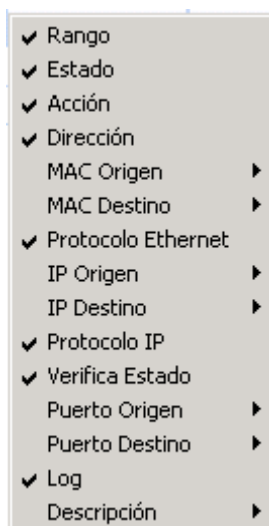 Rango
Estado
Acción
Dirección
MAC Origen
MAC Destino
Protocolo Ethernet
IP Origen
IP Destino
Protocolo IP
Verifica Estado
Puerto Origen
Puerto Destino
Log
Descripción